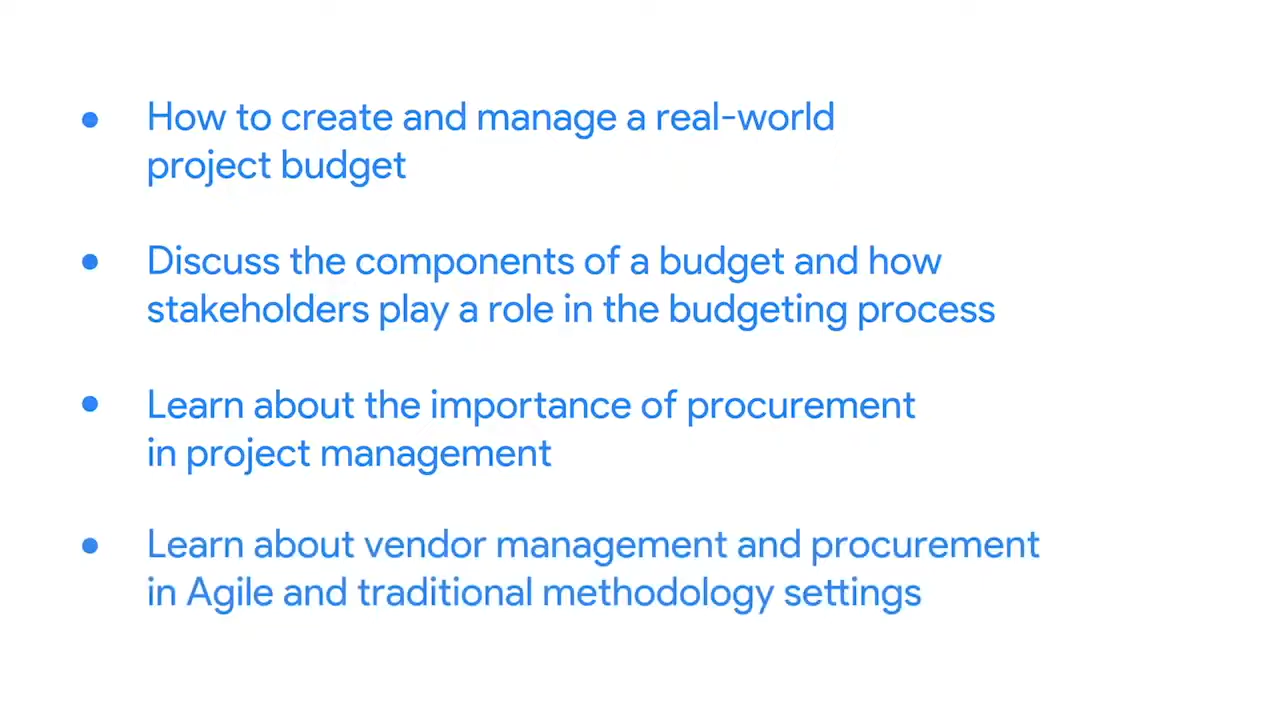 • How to create and manage a real-world
project budget
• Discuss the components of a budget and how
stakeholders play a role in the budgeting process
• Learn about the importance of procurement
in project management
• Learn about vendor management and procurement
in Agile and traditional methodology settings